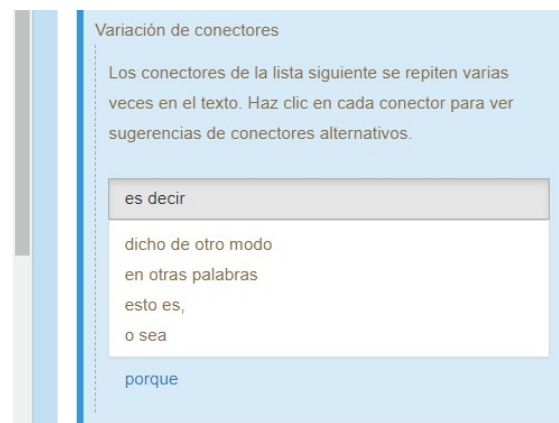 Variación de conectores
Los conectores de la lista siguiente se repiten varias
veces en el texto. Haz clic en cada conector para ver
sugerencias de conectores alternativos.
es decir
dicho de otro modo
en otras palabras
esto es,
o sea
porque